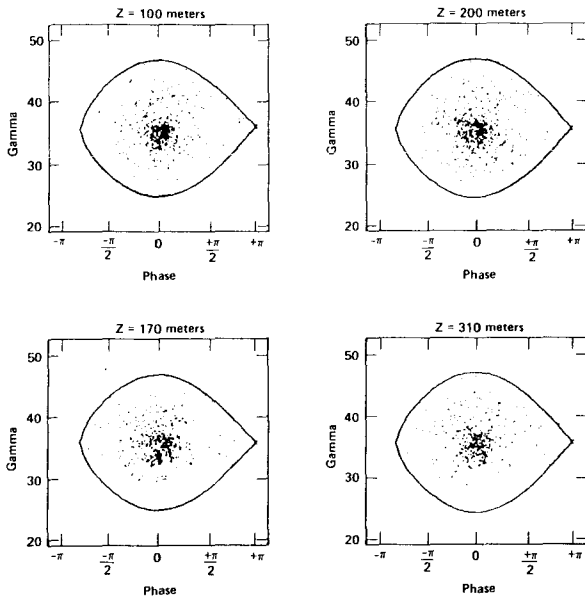 Z = 100 meters
50
40
30
20
Gamma
-π
-π/2
0
+π/2
+π
Phase
Z = 200 meters
50
40
30
20
Gamma
-π
-π/2
0
+π/2
+π
Phase
Z = 170 meters
50
40
30
20
Gamma
-π
-π/2
0
+π/2
+π
Phase
Z = 310 meters
50
40
30
20
Gamma
-π
-π/2
0
+π/2
+π
Phase